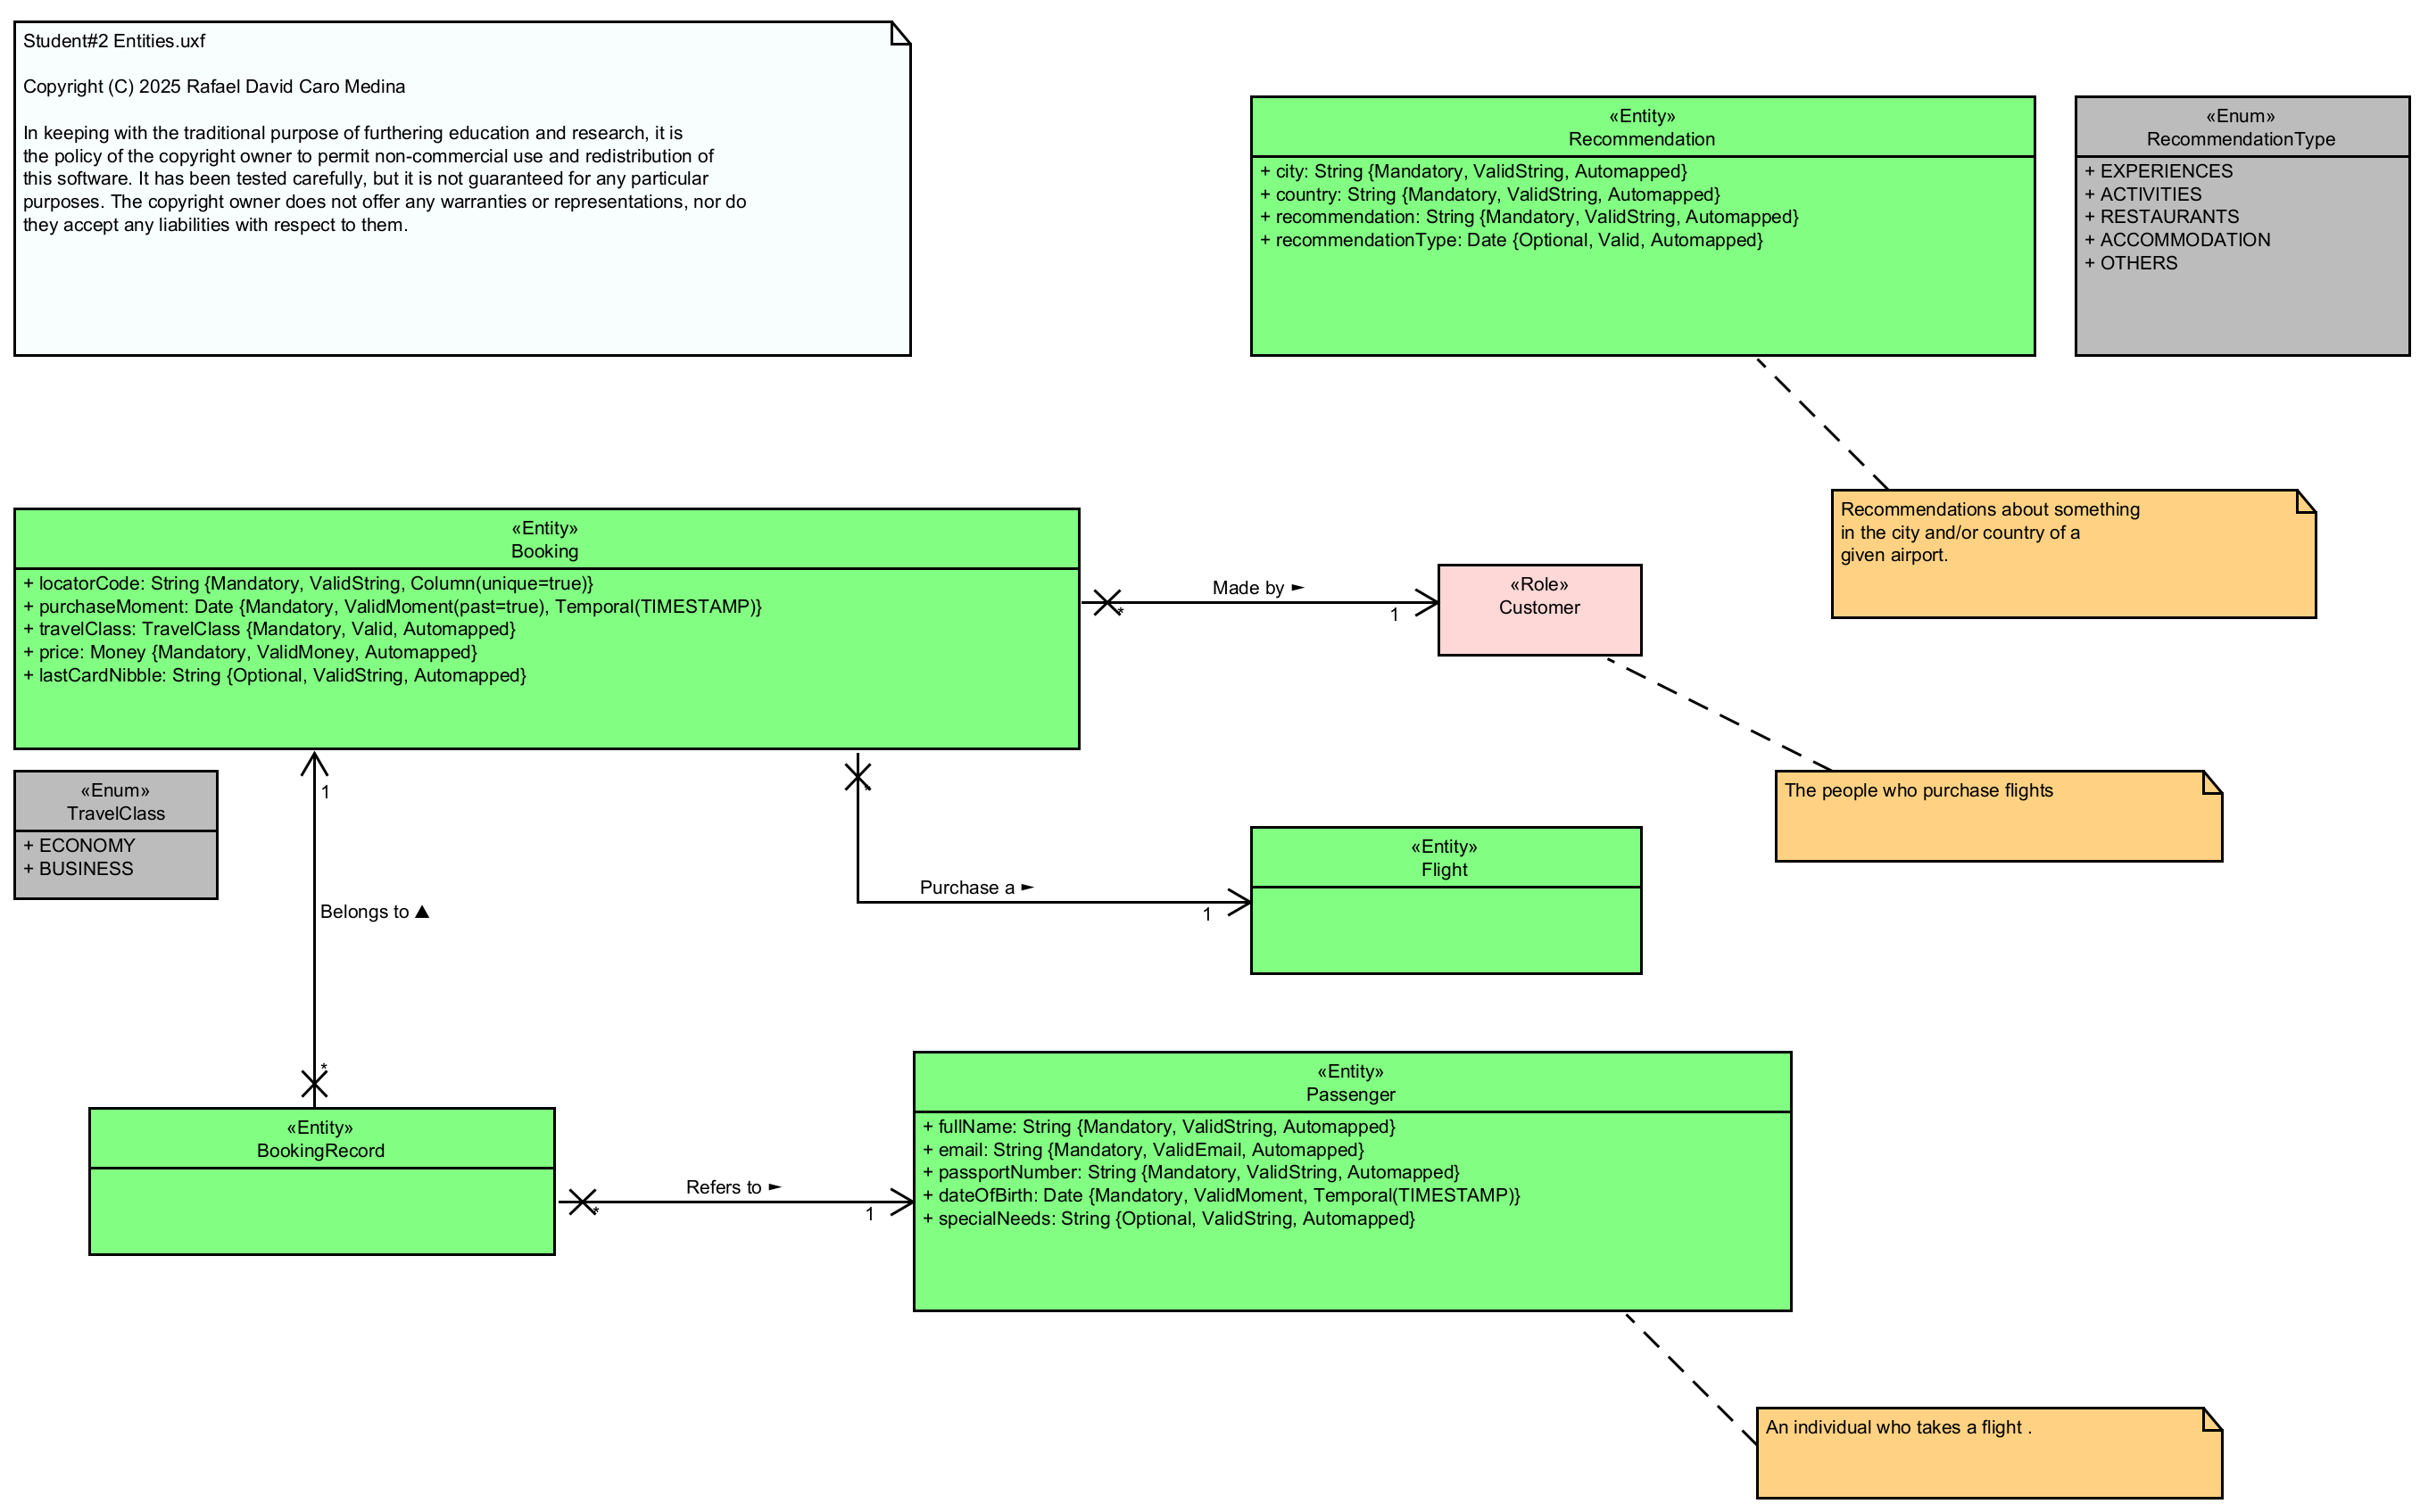 Student#2 Entities.uxf
Copyright (C) 2025 Rafael David Caro Medina
In keeping with the traditional purpose of furthering education and research, it is
the policy of the copyright owner to permit non-commercial use and redistribution of
this software. It has been tested carefully, but it is not guaranteed for any particular
purposes. The copyright owner does not offer any warranties or representations, nor do
they accept any liabilities with respect to them.
«Entity»
Recommendation
+ city: String {Mandatory, ValidString, Automapped}
+ country: String {Mandatory, ValidString, Automapped}
+ recommendation: String {Mandatory, ValidString, Automapped}
+ recommendationType: Date {Optional, Valid, Automapped}
«Enum»
RecommendationType
+ EXPERIENCES
+ ACTIVITIES
+ RESTAURANTS
+ ACCOMMODATION
+ OTHERS
Recommendations about something
in the city and/or country of a
given airport.
«Entity»
Booking
+ locatorCode: String {Mandatory, ValidString, Column(unique=true)}
+ purchaseMoment: Date {Mandatory, ValidMoment(past=true), Temporal(TIMESTAMP)}
+ travelClass: TravelClass {Mandatory, Valid, Automapped}
+ price: Money {Mandatory, ValidMoney, Automapped}
+ lastCardNibble: String {Optional, ValidString, Automapped}
Made by ►
*
1
«Role»
Customer
The people who purchase flights
«Enum»
TravelClass
+ ECONOMY
+ BUSINESS
1
Belongs to ▲
*
*
Purchase a ►
1
«Entity»
Flight
«Entity»
BookingRecord
Refers to ►
*
1
«Entity»
Passenger
+ fullName: String {Mandatory, ValidString, Automapped}
+ email: String {Mandatory, ValidEmail, Automapped}
+ passportNumber: String {Mandatory, ValidString, Automapped}
+ dateOfBirth: Date {Mandatory, ValidMoment, Temporal(TIMESTAMP)}
+ specialNeeds: String {Optional, ValidString, Automapped}
An individual who takes a flight .